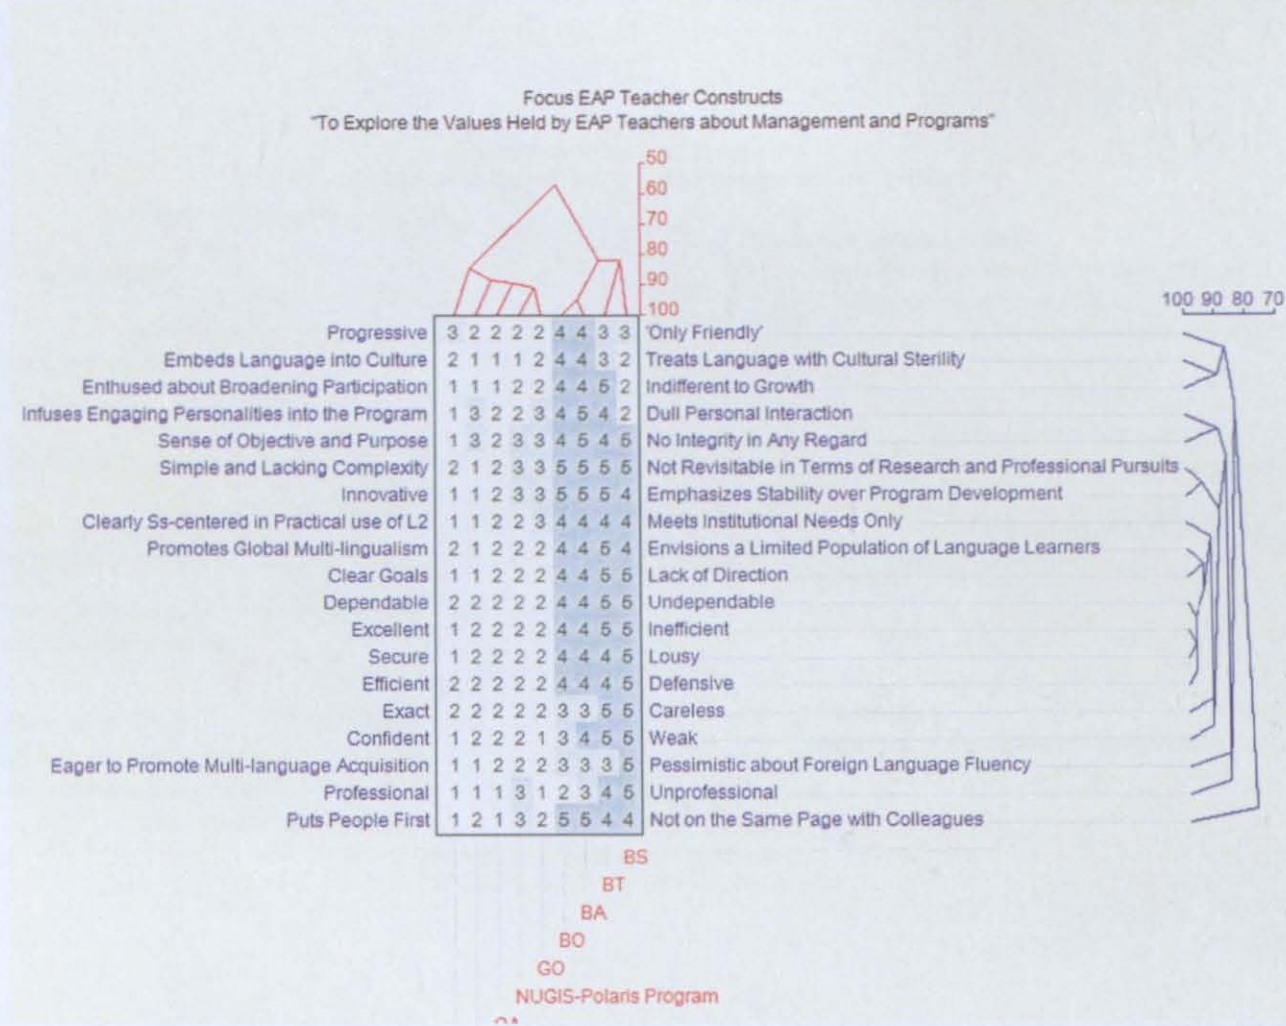 Focus EAP Teacher Constructs
"To Explore the Values Held by EAP Teachers about Management and Programs"
50
60
70
80
90
100
100 90 80 70
Progressive 3 2 2 2 2 4 4 3 3 'Only Friendly'
Embeds Language into Culture 2 1 1 1 2 4 4 3 2 Treats Language with Cultural Sterility
Enthused about Broadening Participation 1 1 1 2 2 4 4 5 2 Indifferent to Growth
Infuses Engaging Personalities into the Program 1 3 2 2 3 4 5 4 2 Dull Personal Interaction
Sense of Objective and Purpose 1 3 2 3 3 4 5 4 5 No Integrity in Any Regard
Simple and Lacking Complexity 2 1 2 3 3 5 5 5 5 Not Revisitable in Terms of Research and Professional Pursuits
Innovative 1 1 2 3 3 5 5 5 4 Emphasizes Stability over Program Development
Clearly Ss-centered in Practical use of L2 1 1 2 2 3 4 4 4 4 Meets Institutional Needs Only
Promotes Global Multi-lingualism 2 1 2 2 2 4 4 5 4 Envisions a Limited Population of Language Learners
Clear Goals 1 1 2 2 2 4 4 5 5 Lack of Direction
Dependable 2 2 2 2 2 4 4 5 5 Undependable
Excellent 1 2 2 2 2 4 4 5 5 Inefficient
Secure 1 2 2 2 2 4 4 4 5 Lousy
Efficient 2 2 2 2 2 4 4 4 5 Defensive
Exact 2 2 2 2 2 3 3 5 5 Careless
Confident 1 2 2 2 1 3 4 5 5 Weak
Eager to Promote Multi-language Acquisition 1 1 2 2 2 3 3 3 5 Pessimistic about Foreign Language Fluency
Professional 1 1 1 3 1 2 3 4 5 Unprofessional
Puts People First 1 2 1 3 2 5 5 4 4 Not on the Same Page with Colleagues
BS
BT
BA
BO
GO
NUGIS-Polaris Program